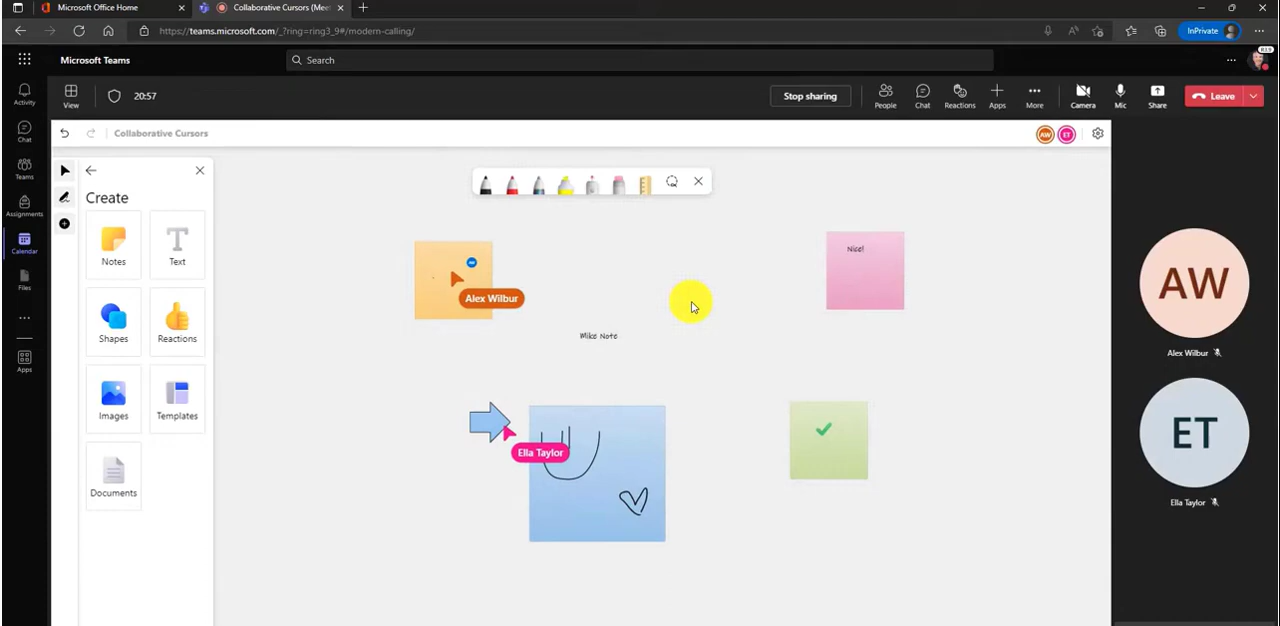 Microsoft Office Home
Collaborative Cursors (Mee
https://teams.microsoft.com/_?ring=ring3_9#/modern-calling/
InPrivate
Microsoft Teams
Search
R3.9
View
20:57
Stop sharing
People
Chat
Reactions
Apps
More
Camera
Mic
Share
Leave
Activity
Chat
Teams
Assignments
Calendar
Files
Apps
Collaborative Cursors
AW
ET
Create
Notes
Text
Shapes
Reactions
Images
Templates
Documents
Alex Wilbur
Nice!
Mike Note
Ella Taylor
AW
Alex Wilbur
ET
Ella Taylor